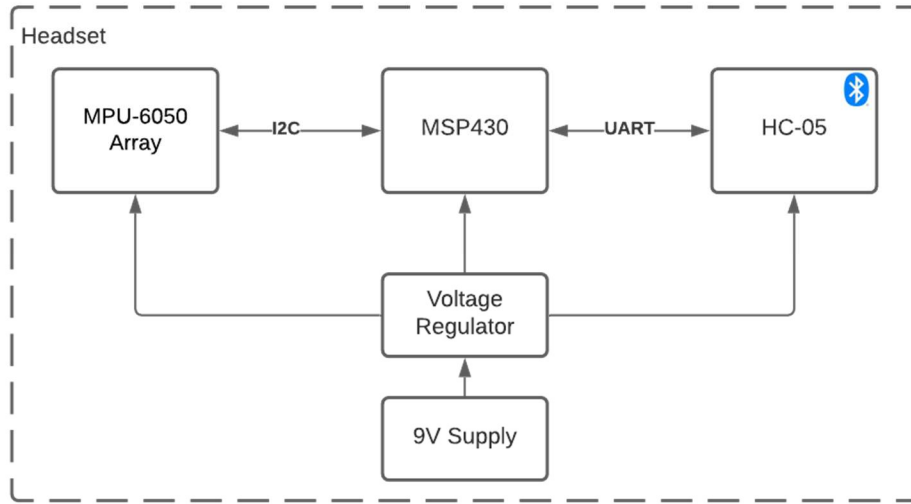 Headset
MPU-6050
Array
I2C
MSP430
UART
HC-05
Voltage
Regulator
9V Supply